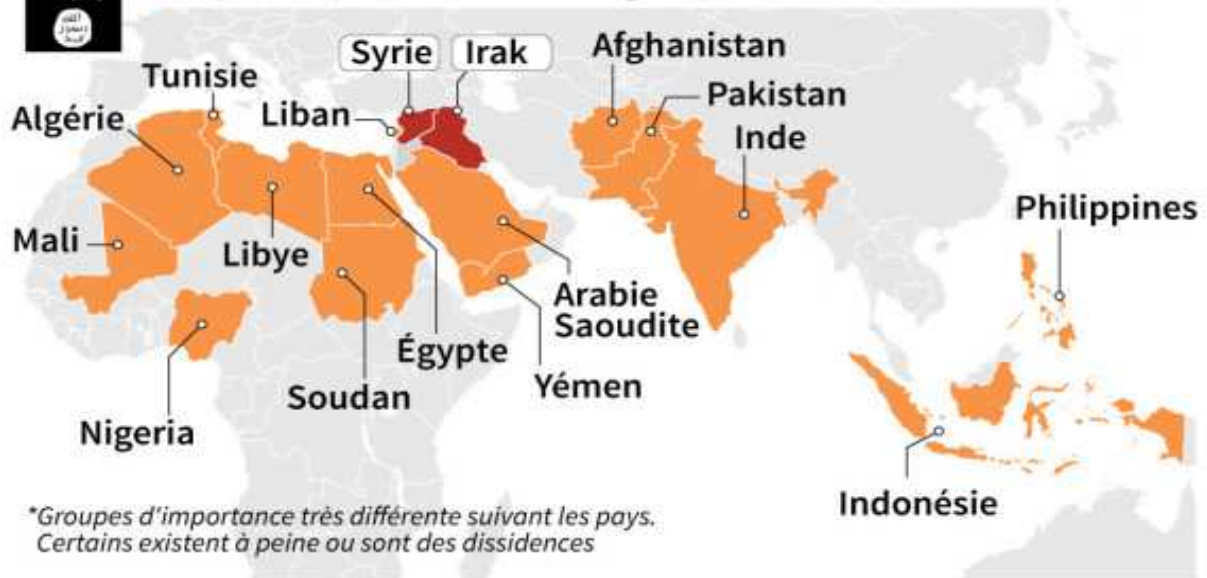 Syrie
Irak
Afghanistan
Tunisie
Pakistan
Algérie
Liban
Inde
Philippines
Mali
Libye
Arabie
Saoudite
Égypte
Yémen
Soudan
Nigeria
Indonésie
*Groupes d'importance très différente suivant les pays.
Certains existent à peine ou sont des dissidences